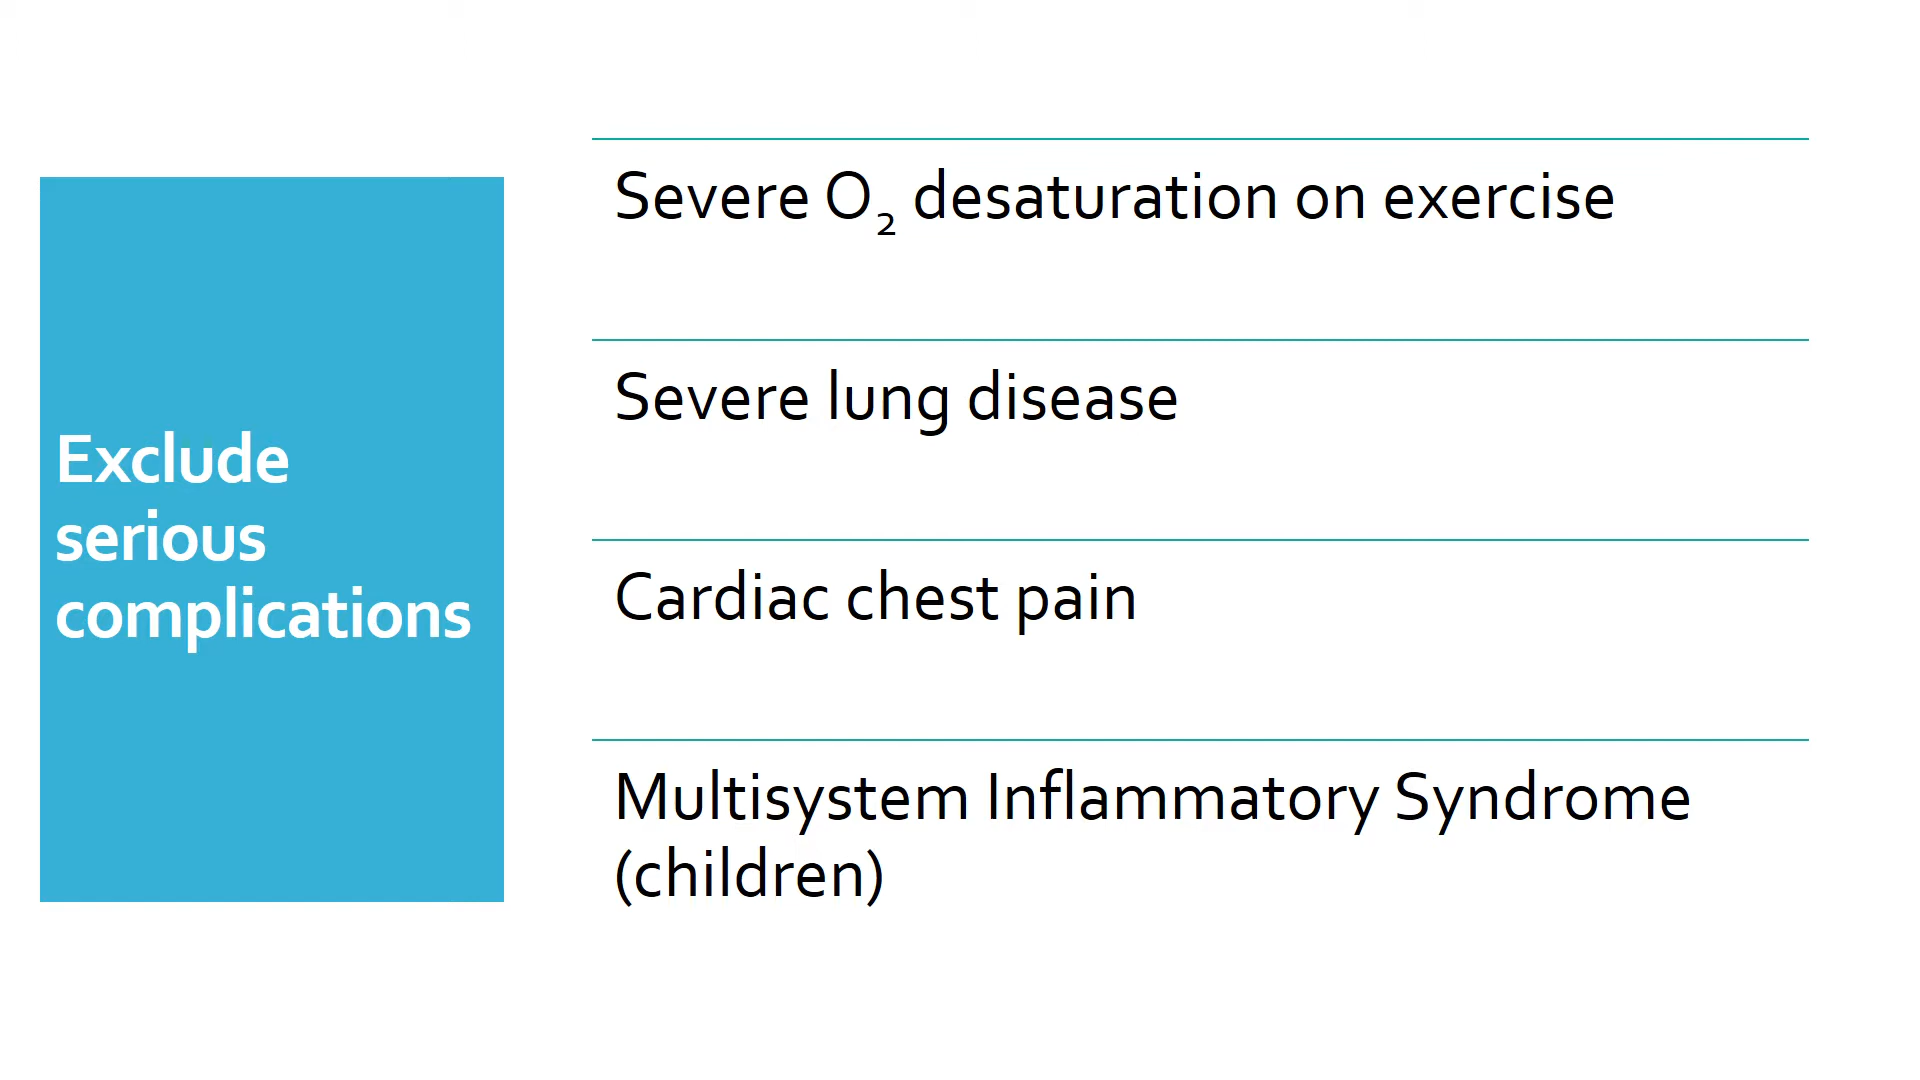 Exclude
serious
complications
Severe O₂ desaturation on exercise
Severe lung disease
Cardiac chest pain
Multisystem Inflammatory Syndrome
(children)